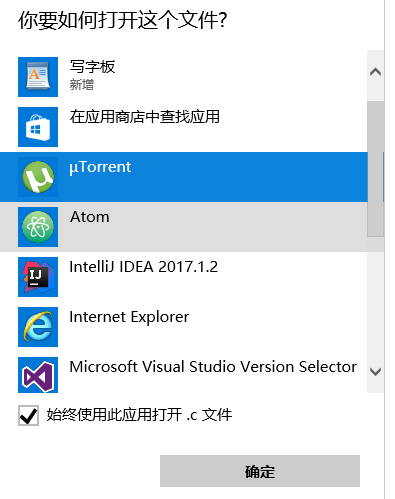 你要如何打开这个文件?
写字板
新增
在应用商店中查找应用
µTorrent
Atom
IntelliJ IDEA 2017.1.2
Internet Explorer
Microsoft Visual Studio Version Selector
始终使用此应用打开 .c 文件
确定